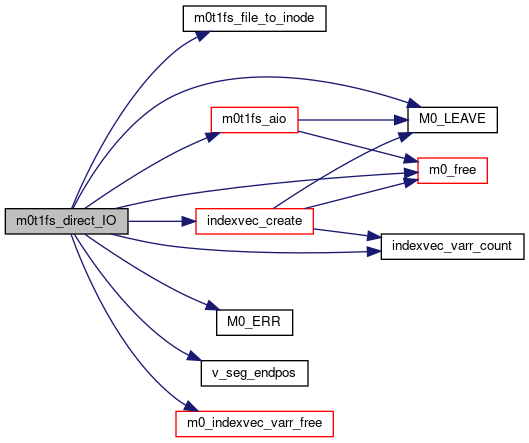 m0t1fs_file_to_inode
M0_LEAVE
m0t1fs_aio
m0_free
m0t1fs_direct_IO
indexvec_create
indexvec_varr_count
M0_ERR
v_seg_endpos
m0_indexvec_varr_free